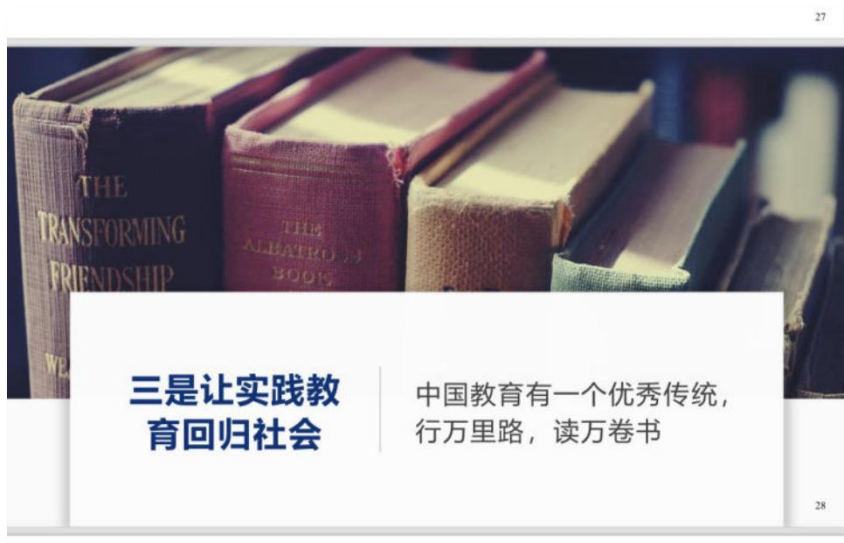 27
THE
TRANSFORMING
FRIENDSHIP
THE
ALBATROSS
BOOK
三是让实践教
育回归社会
中国教育有一个优秀传统，
行万里路，读万卷书
28